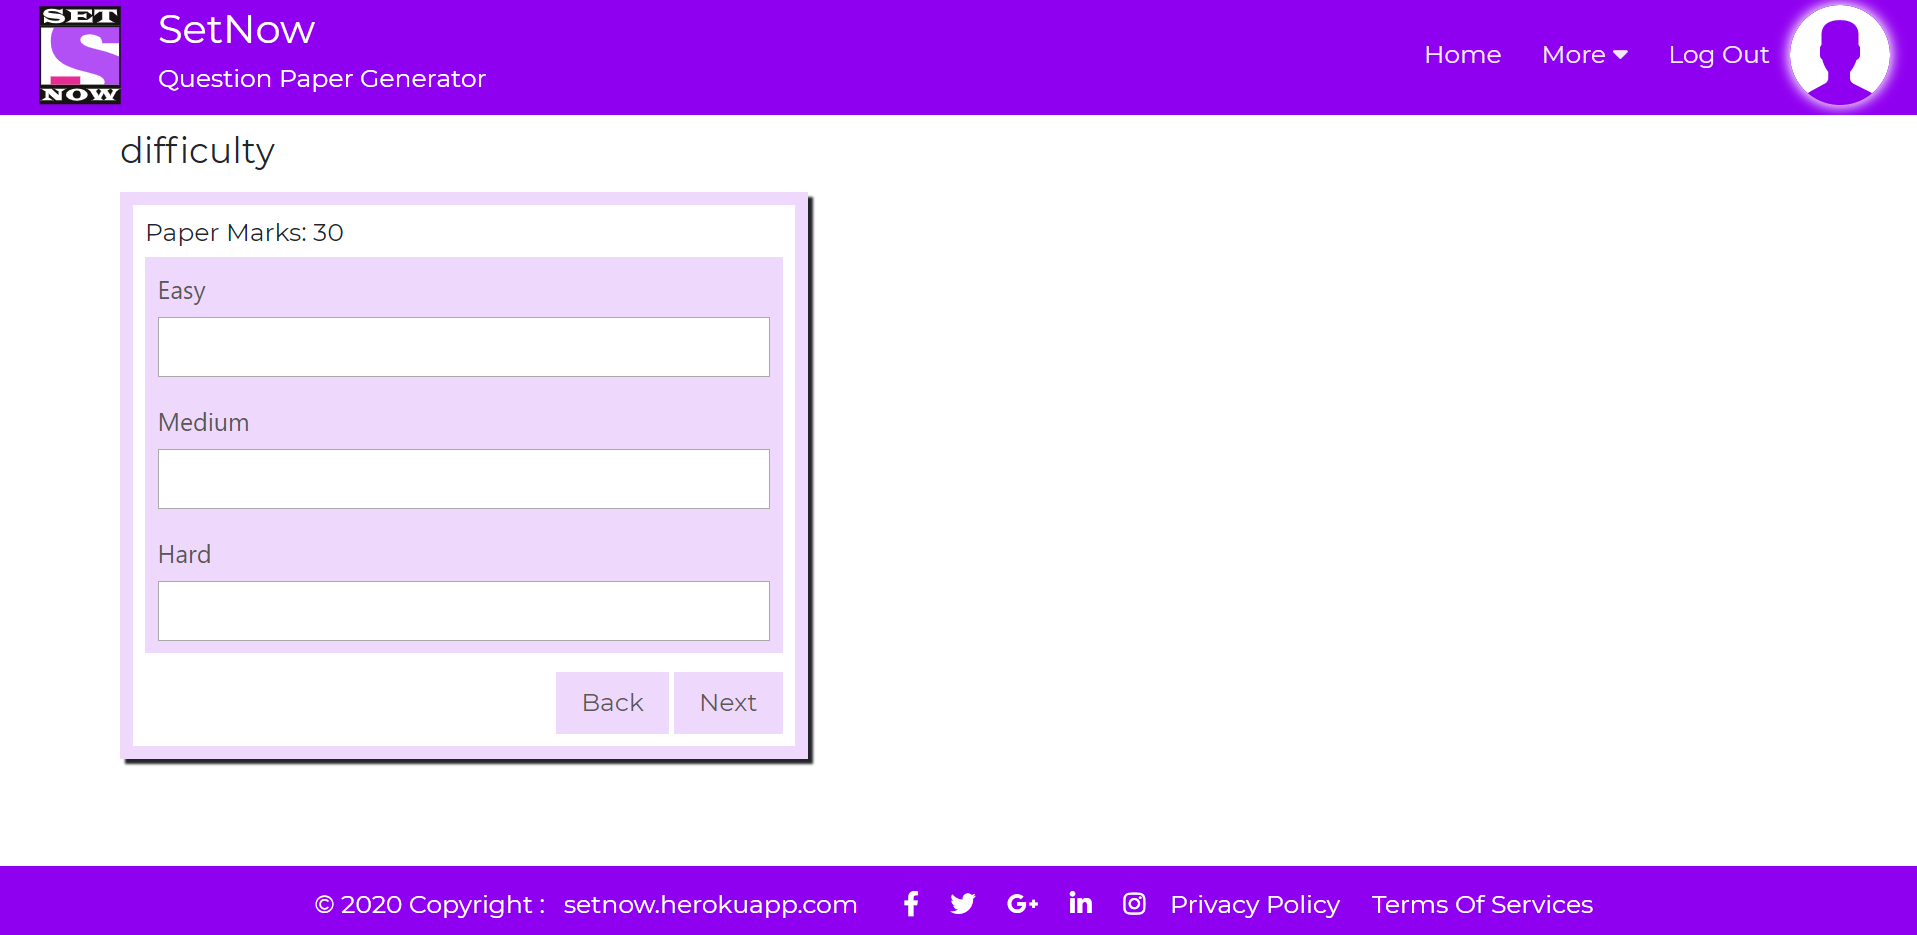 SET
NOW
SetNow
Question Paper Generator
Home More Log Out
difficulty
Paper Marks: 30
Easy
Medium
Hard
Back Next
© 2020 Copyright : setnow.herokuapp.com Privacy Policy Terms Of Services